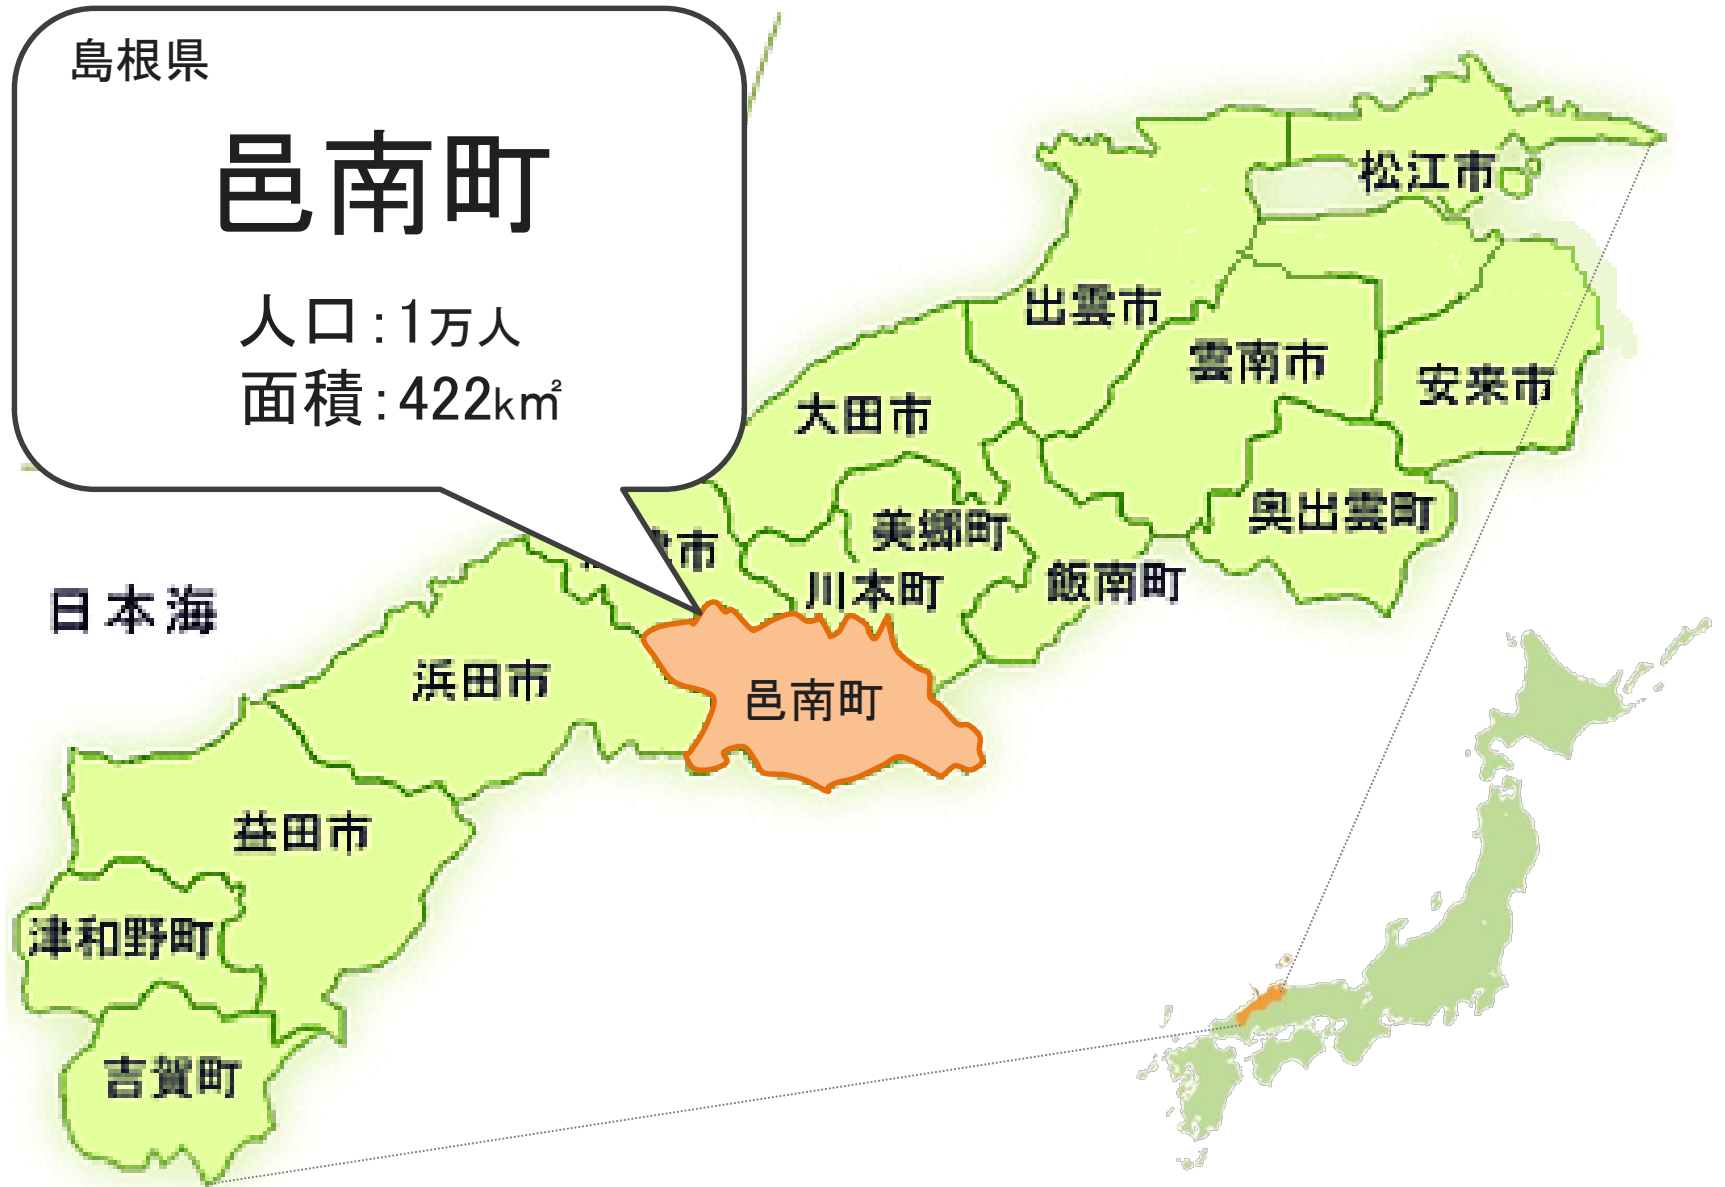 島根県
邑南町
人口:1万人
面積:422k㎡
松江市
出雲市
雲南市
安来市
大田市
奥出雲町
美郷町
市
飯南町
川本町
日本海
浜田市
邑南町
益田市
津和野町
吉賀町